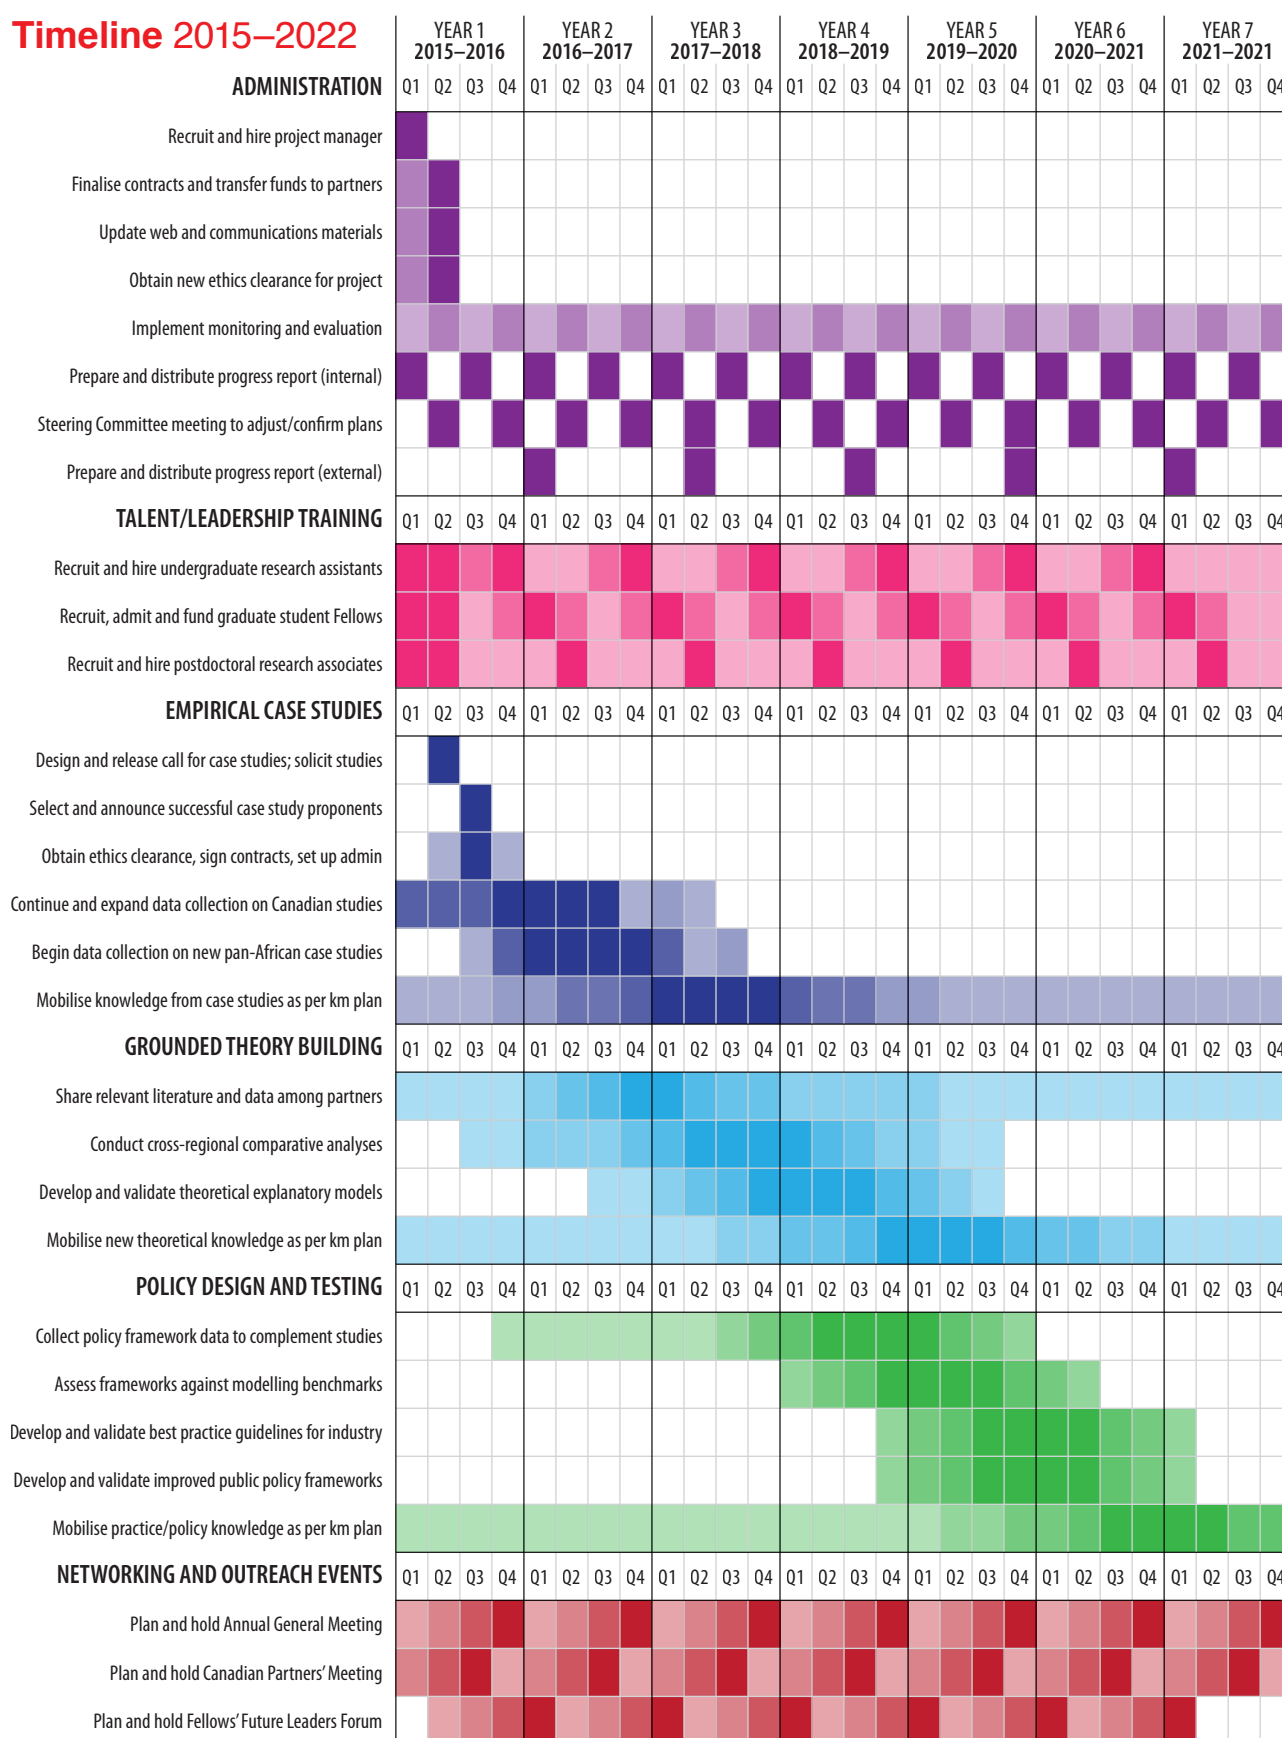 Timeline 2015–2022
YEAR 1 YEAR 2 YEAR 3 YEAR 4 YEAR 5 YEAR 6 YEAR 7
2015–2016 2016–2017 2017–2018 2018–2019 2019–2020 2020–2021 2021–2021
ADMINISTRATION Q1 Q2 Q3 Q4 Q1 Q2 Q3 Q4 Q1 Q2 Q3 Q4 Q1 Q2 Q3 Q4 Q1 Q2 Q3 Q4 Q1 Q2 Q3 Q4 Q1 Q2 Q3 Q4
Recruit and hire project manager
Finalise contracts and transfer funds to partners
Update web and communications materials
Obtain new ethics clearance for project
Implement monitoring and evaluation
Prepare and distribute progress report (internal)
Steering Committee meeting to adjust/confirm plans
Prepare and distribute progress report (external)
TALENT/LEADERSHIP TRAINING Q1 Q2 Q3 Q4 Q1 Q2 Q3 Q4 Q1 Q2 Q3 Q4 Q1 Q2 Q3 Q4 Q1 Q2 Q3 Q4 Q1 Q2 Q3 Q4 Q1 Q2 Q3 Q4
Recruit and hire undergraduate research assistants
Recruit, admit and fund graduate student Fellows
Recruit and hire postdoctoral research associates
EMPIRICAL CASE STUDIES Q1 Q2 Q3 Q4 Q1 Q2 Q3 Q4 Q1 Q2 Q3 Q4 Q1 Q2 Q3 Q4 Q1 Q2 Q3 Q4 Q1 Q2 Q3 Q4 Q1 Q2 Q3 Q4
Design and release call for case studies; solicit studies
Select and announce successful case study proponents
Obtain ethics clearance, sign contracts, set up admin
Continue and expand data collection on Canadian studies
Begin data collection on new pan-African case studies
Mobilise knowledge from case studies as per km plan
GROUNDED THEORY BUILDING Q1 Q2 Q3 Q4 Q1 Q2 Q3 Q4 Q1 Q2 Q3 Q4 Q1 Q2 Q3 Q4 Q1 Q2 Q3 Q4 Q1 Q2 Q3 Q4 Q1 Q2 Q3 Q4
Share relevant literature and data among partners
Conduct cross-regional comparative analyses
Develop and validate theoretical explanatory models
Mobilise new theoretical knowledge as per km plan
POLICY DESIGN AND TESTING Q1 Q2 Q3 Q4 Q1 Q2 Q3 Q4 Q1 Q2 Q3 Q4 Q1 Q2 Q3 Q4 Q1 Q2 Q3 Q4 Q1 Q2 Q3 Q4 Q1 Q2 Q3 Q4
Collect policy framework data to complement studies
Assess frameworks against modelling benchmarks
Develop and validate best practice guidelines for industry
Develop and validate improved public policy frameworks
Mobilise practice/policy knowledge as per km plan
NETWORKING AND OUTREACH EVENTS Q1 Q2 Q3 Q4 Q1 Q2 Q3 Q4 Q1 Q2 Q3 Q4 Q1 Q2 Q3 Q4 Q1 Q2 Q3 Q4 Q1 Q2 Q3 Q4 Q1 Q2 Q3 Q4
Plan and hold Annual General Meeting
Plan and hold Canadian Partners’ Meeting
Plan and hold Fellows’ Future Leaders Forum